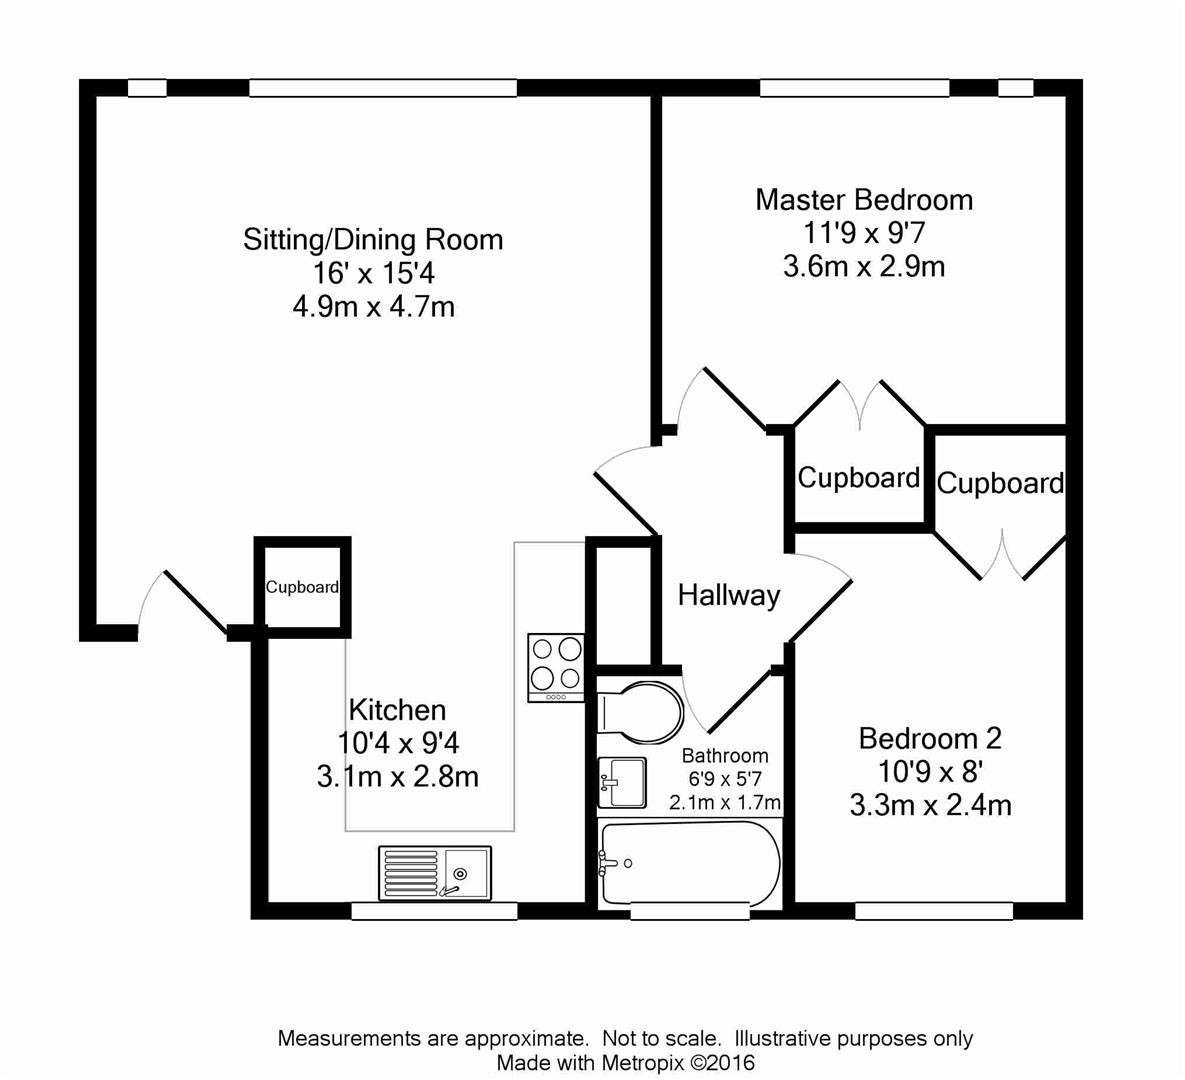 Sitting/Dining Room
16' x 15'4
4.9m x 4.7m
Master Bedroom
11'9 x 9'7
3.6m x 2.9m
Cupboard
Cupboard
Cupboard
Hallway
Kitchen
10'4 x 9'4
3.1m x 2.8m
Bathroom
6'9 x 5'7
2.1m x 1.7m
Bedroom 2
10'9 x 8'
3.3m x 2.4m
Measurements are approximate.  Not to scale.  Illustrative purposes only
Made with Metropix ©2016